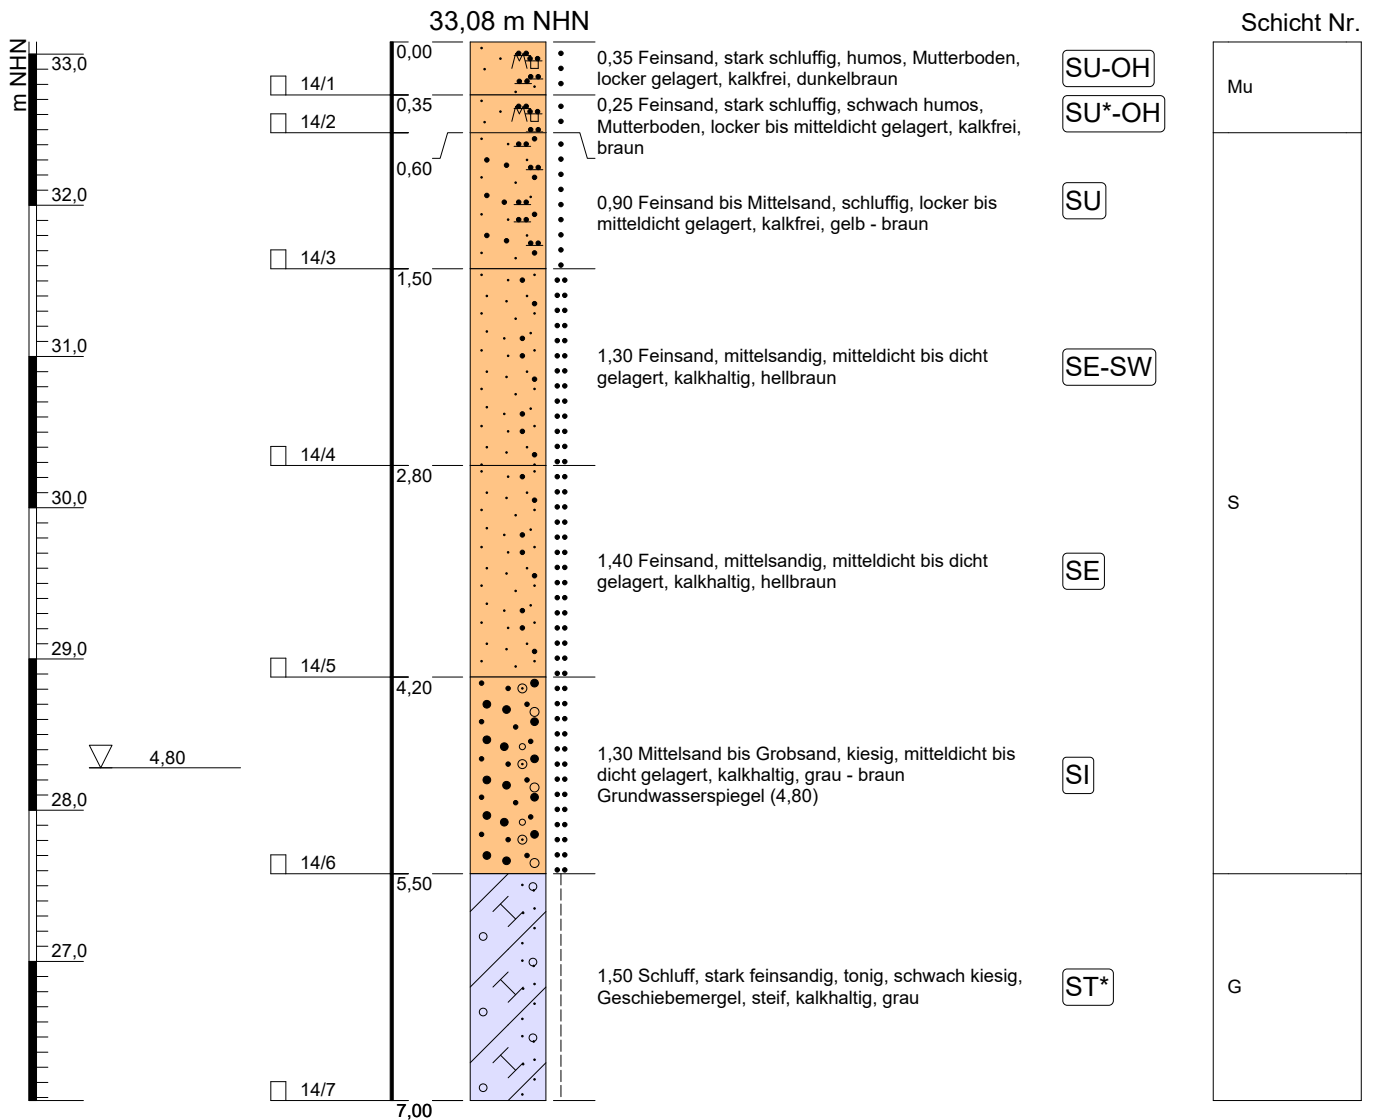 33,08 m NHN
Schicht Nr.
m NHN
33,0
32,0
31,0
30,0
29,0
28,0
27,0
4,80
14/1
14/2
14/3
14/4
14/5
14/6
14/7
0,00
0,35
0,60
1,50
2,80
4,20
5,50
7,00
0,35 Feinsand, stark schluffig, humos, Mutterboden,
locker gelagert, kalkfrei, dunkelbraun
0,25 Feinsand, stark schluffig, schwach humos,
Mutterboden, locker bis mitteldicht gelagert, kalkfrei,
braun
0,90 Feinsand bis Mittelsand, schluffig, locker bis
mitteldicht gelagert, kalkfrei, gelb - braun
1,30 Feinsand, mittelsandig, mitteldicht bis dicht
gelagert, kalkhaltig, hellbraun
1,40 Feinsand, mittelsandig, mitteldicht bis dicht
gelagert, kalkhaltig, hellbraun
1,30 Mittelsand bis Grobsand, kiesig, mitteldicht bis
dicht gelagert, kalkhaltig, grau - braun
Grundwasserspiegel (4,80)
1,50 Schluff, stark feinsandig, tonig, schwach kiesig,
Geschiebemergel, steif, kalkhaltig, grau
SU-OH
SU*-OH
SU
SE-SW
SE
SI
ST*
Mu
S
G